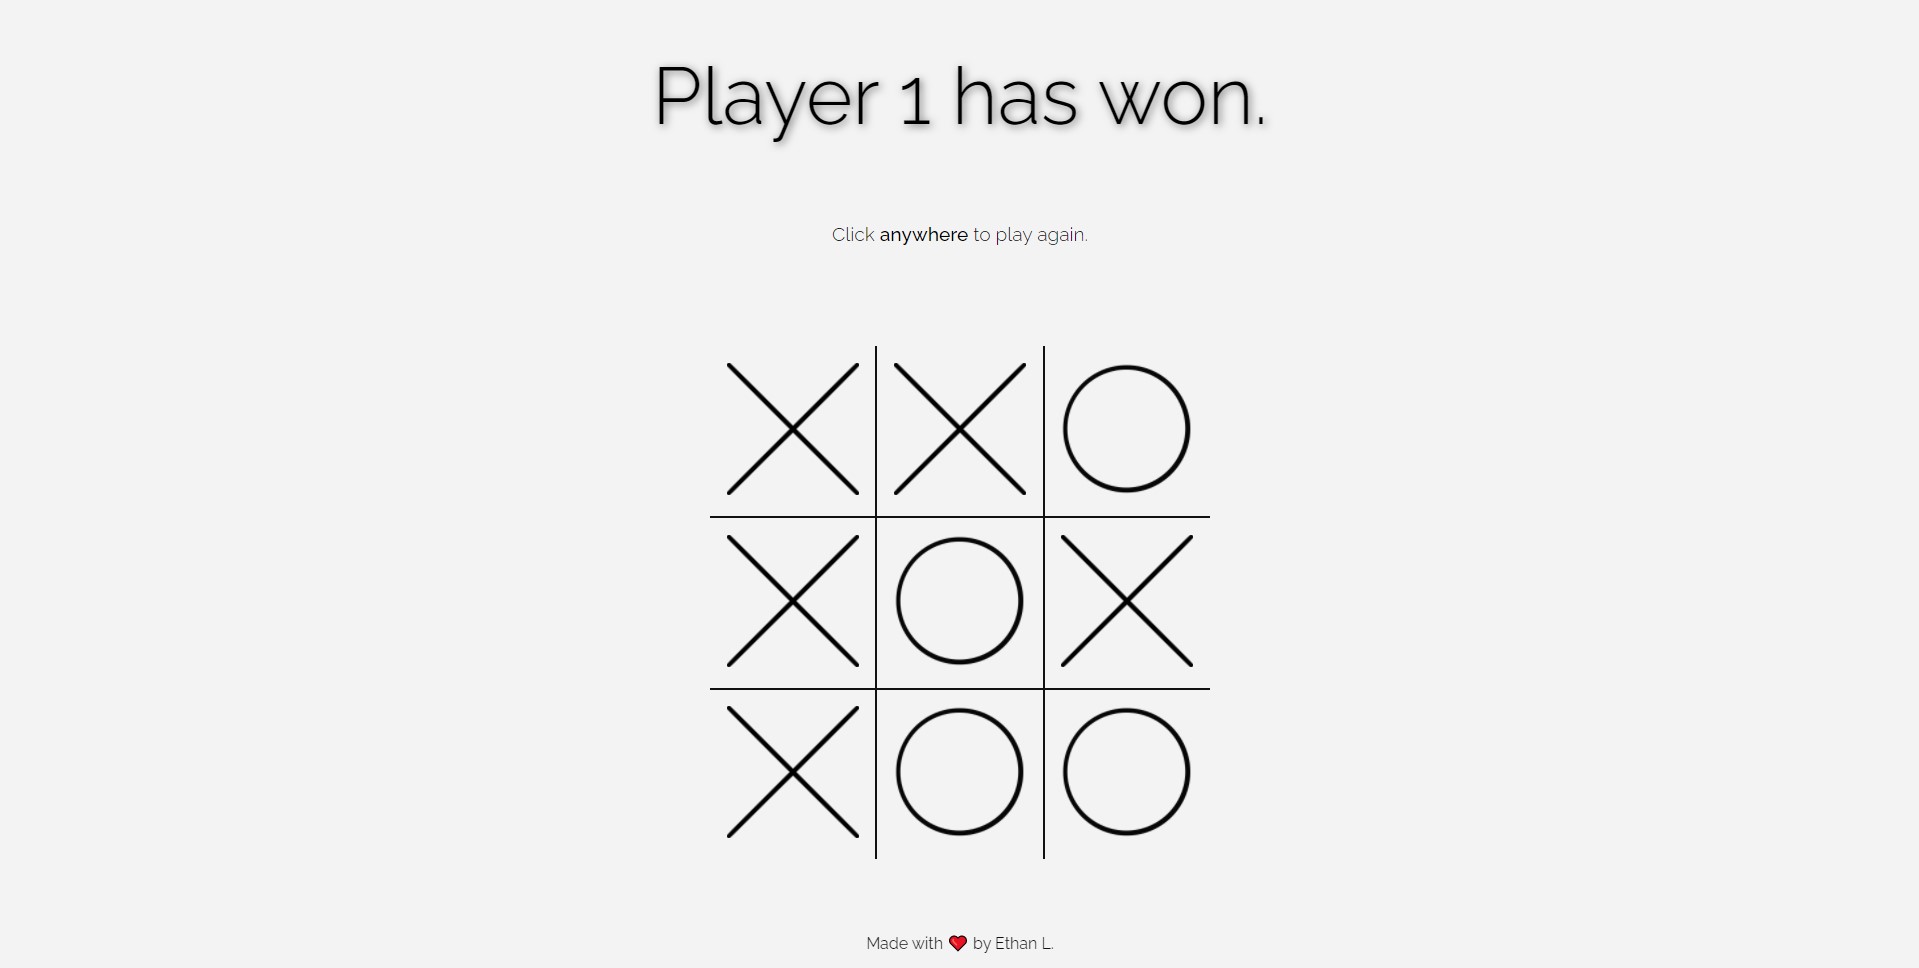 Player 1 has won.
Click anywhere to play again.
Made with ❤ by Ethan L.